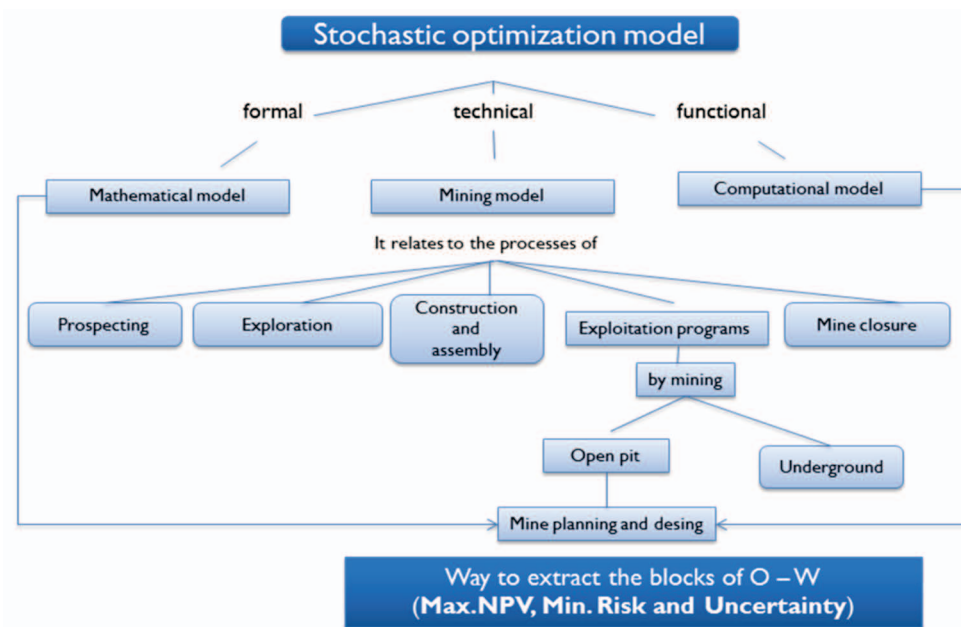 Stochastic optimization model
formal
technical
functional
Mathematical model
Mining model
Computational model
It relates to the processes of
Prospecting
Exploration
Construction
and
assembly
Exploitation programs
Mine closure
by mining
Open pit
Underground
Mine planning and desing
Way to extract the blocks of O – W
(Max.NPV, Min. Risk and Uncertainty)